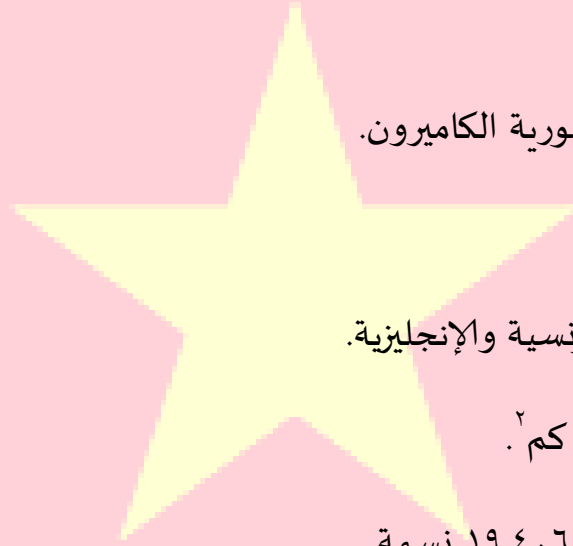 ورية الكاميرون.
نسية والإنجليزية.
كم٢.
١٩٤٠٦ نسمة